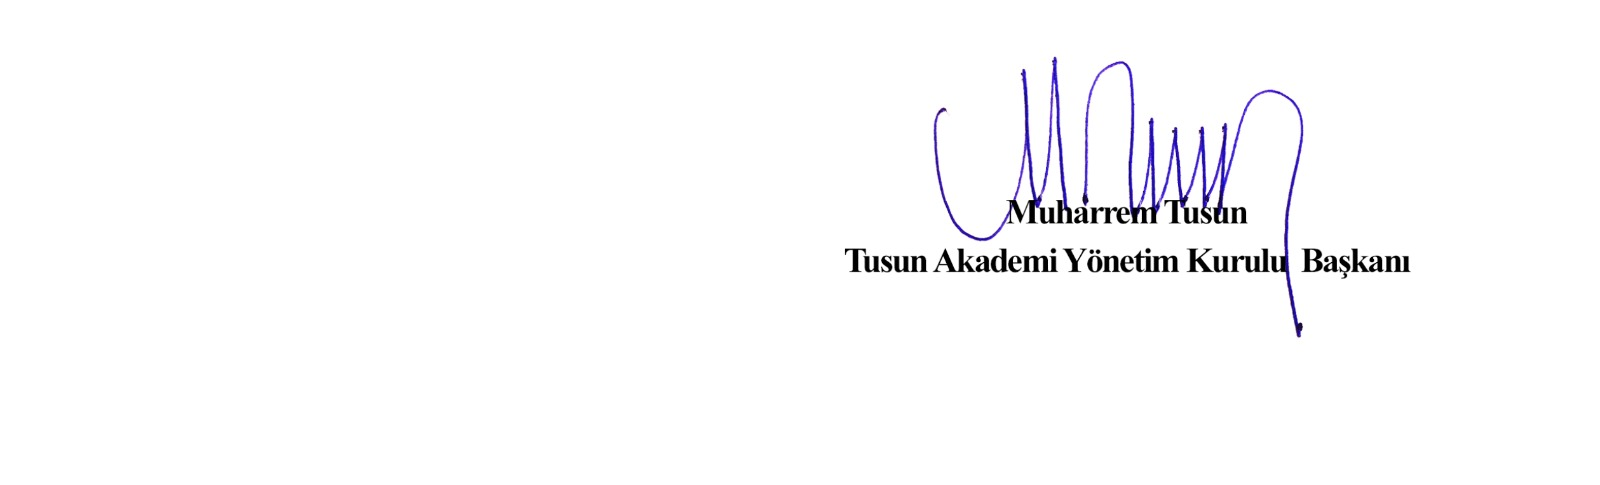 Muharrem Tusun
Tusun Akademi Yönetim Kurulu Başkanı